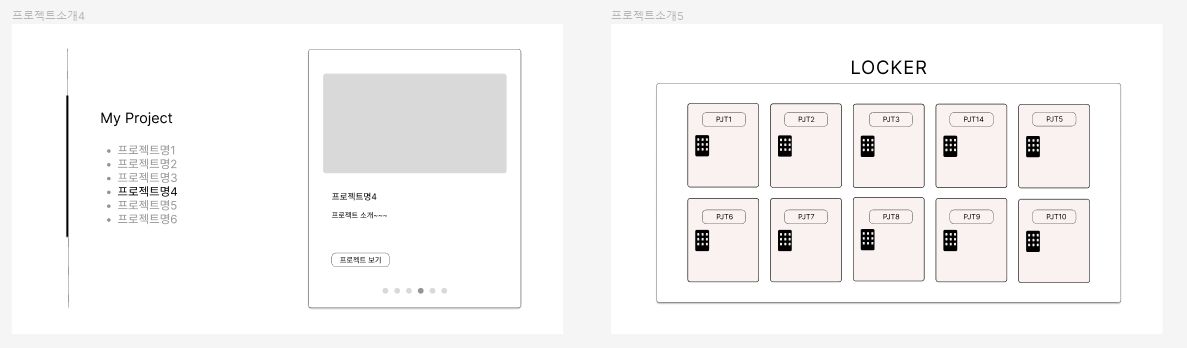 프로젝트소개4
My Project
프로젝트명1
프로젝트명2
프로젝트명3
프로젝트명4
프로젝트명5
프로젝트명6
프로젝트명4
프로젝트 소개~~~
프로젝트 보기
프로젝트소개5
LOCKER
PJT1
PJT2
PJT3
PJT14
PJT5
PJT6
PJT7
PJT8
PJT9
PJT10